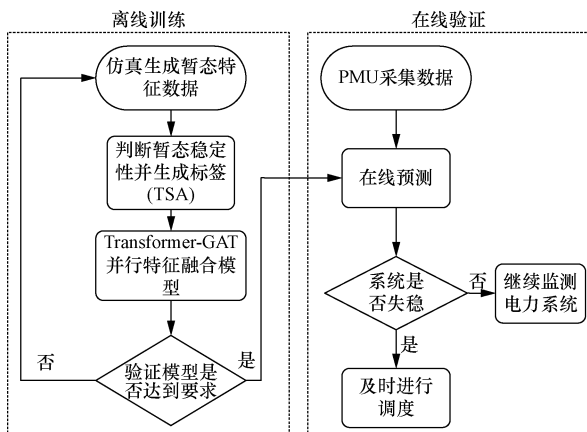 离线训练
仿真生成暂态特
征数据
判断暂态稳定
性并生成标签
(TSA)
Transformer-GAT
并行特征融合模
型
否
验证模型是
否达到要求
是
在线验证
PMU采集数据
在线预测
系统是
否失稳
否
继续监测
电力系统
是
及时进行
调度